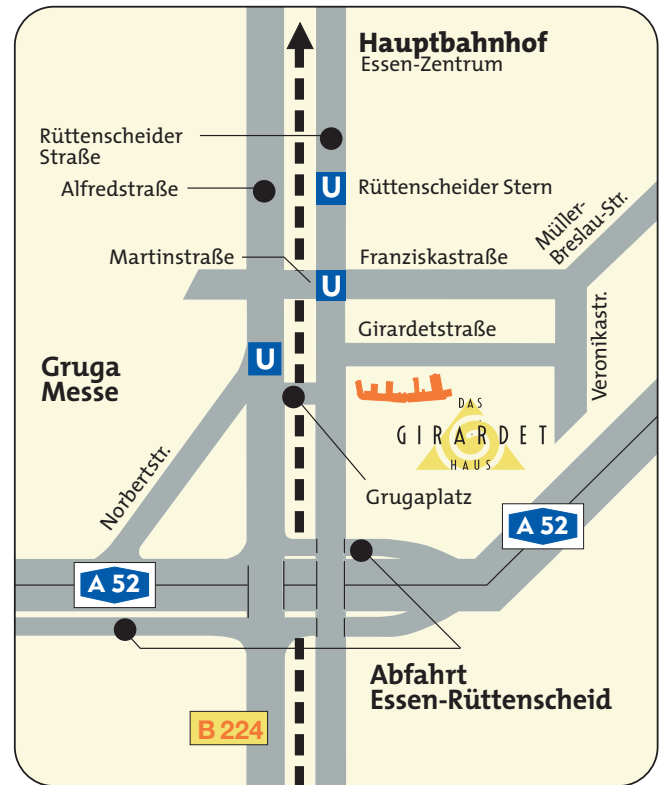 Hauptbahnhof
Essen-Zentrum
Rüttenscheider
Straße
Alfredstraße
U
Rüttenscheider Stern
Müller-
Breslau-Str.
Martinstraße
Franziskastraße
U
Girardetstraße
Veronikastr.
U
Gruga
Messe
DAS
GIRARDET
HAUS
Norbertstr.
Grugaplatz
A 52
A 52
Abfahrt
Essen-Rüttenscheid
B 224